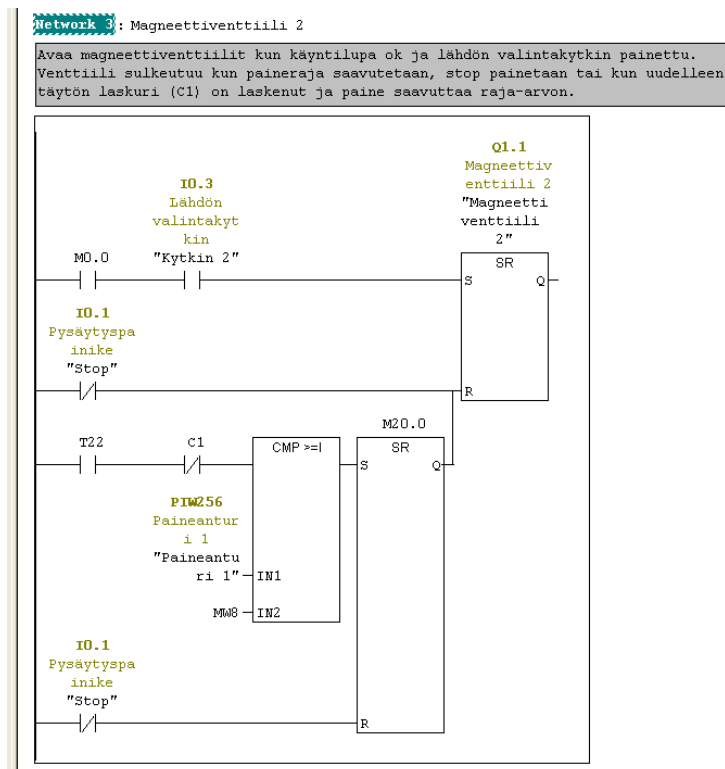 Network 3: Magneettiventtiili 2
Avaa magneettiventtiilit kun käyntilupa ok ja lähdön valintakytkin painettu.
Venttiili sulkeutuu kun paineraja saavutetaan, stop painetaan tai kun uudelleen
täytön laskuri (C1) on laskenut ja paine saavuttaa raja-arvon.
Q1.1
Magneettiv
enttiili 2
"Magneetti
venttiili
2"
I0.3
Lähdön
valintakyt
kin
"Kytkin 2"
M0.0
SR
S Q
I0.1
Pysäytyspa
inike
"Stop"
R
M20.0
T22 C1 CMP >=I SR
S Q
PIW256
Paineantur
i 1
"Paineantu
ri 1" IN1
MW8 IN2
I0.1
Pysäytyspa
inike
"Stop"
R